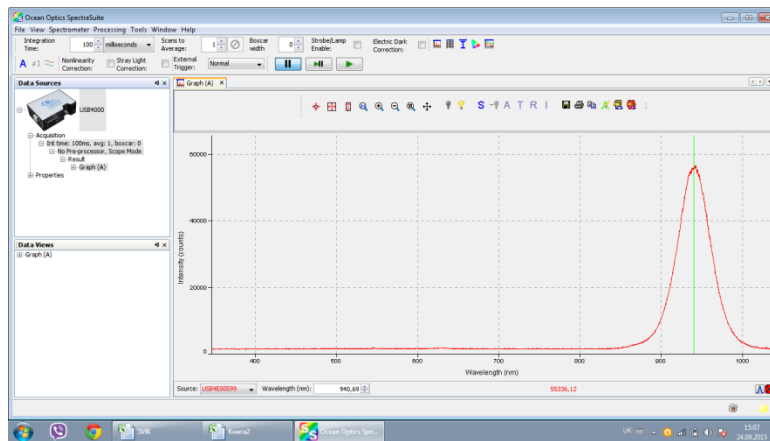 Ocean Optics SpectraSuite
File View Spectrometer Processing Tools Window Help
Integration Time: 100 milliseconds Scans to Average: 1 Boxcar width 0 Strobe/Lamp Enable: Electric Dark Correction:
A ≠1 Nonlinearity Correction: Stray Light Correction: External Trigger: Normal
Data Sources
Graph (A)
USB4000
S A T R I
Acquisition
Int time: 100ms, avg: 1, boxcar: 0
No Pre-processor, Scope Mode
Result
Graph (A)
Properties
Data Views
Graph (A)
Intensity (counts)
60000
40000
20000
0
400 500 600 700 800 900 1000
Wavelength (nm)
Source: USB4E00599 Wavelength (nm): 940,69 55336,12
ЗИК
Книга2
Ocean Optics Spe...
UK
15:07
24.09.2015